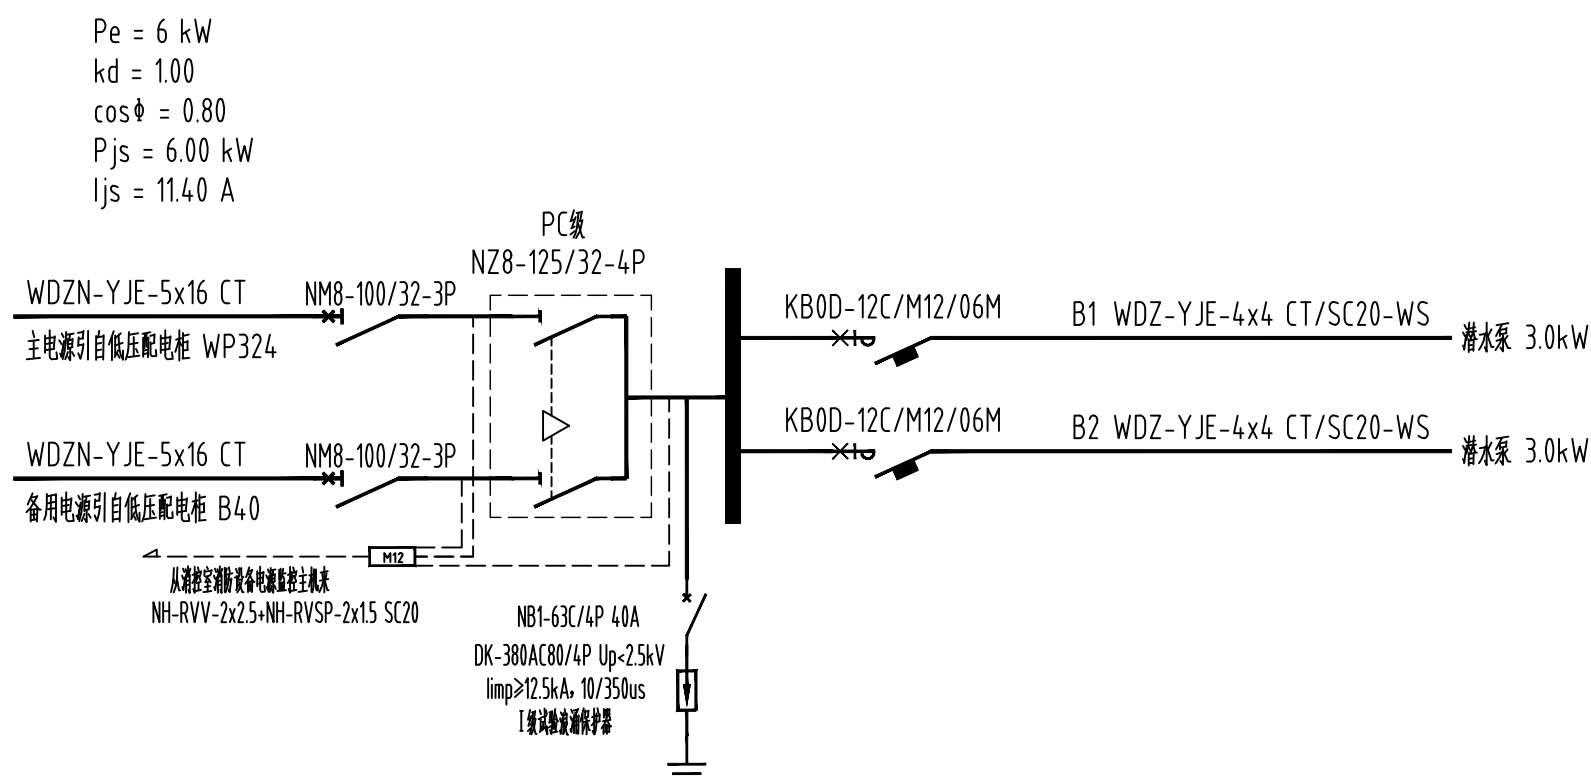 Pe = 6 kW
kd = 1.00
cosΦ = 0.80
Pjs = 6.00 kW
Ijs = 11.40 A
PC级
NZ8-125/32-4P
WDZN-YJE-5x16 CT
NM8-100/32-3P
主电源引自低压配电柜 WP324
KB0D-12C/M12/06M
B1 WDZ-YJE-4x4 CT/SC20-WS
潜水泵 3.0kW
WDZN-YJE-5x16 CT
NM8-100/32-3P
备用电源引自低压配电柜 B40
KB0D-12C/M12/06M
B2 WDZ-YJE-4x4 CT/SC20-WS
潜水泵 3.0kW
M12
从消控室消防设备电源监控主机来
NH-RVV-2x2.5+NH-RVSP-2x1.5 SC20
NB1-63C/4P 40A
DK-380AC80/4P Up<2.5kV
Iimp≥12.5kA, 10/350us
I级试验浪涌保护器